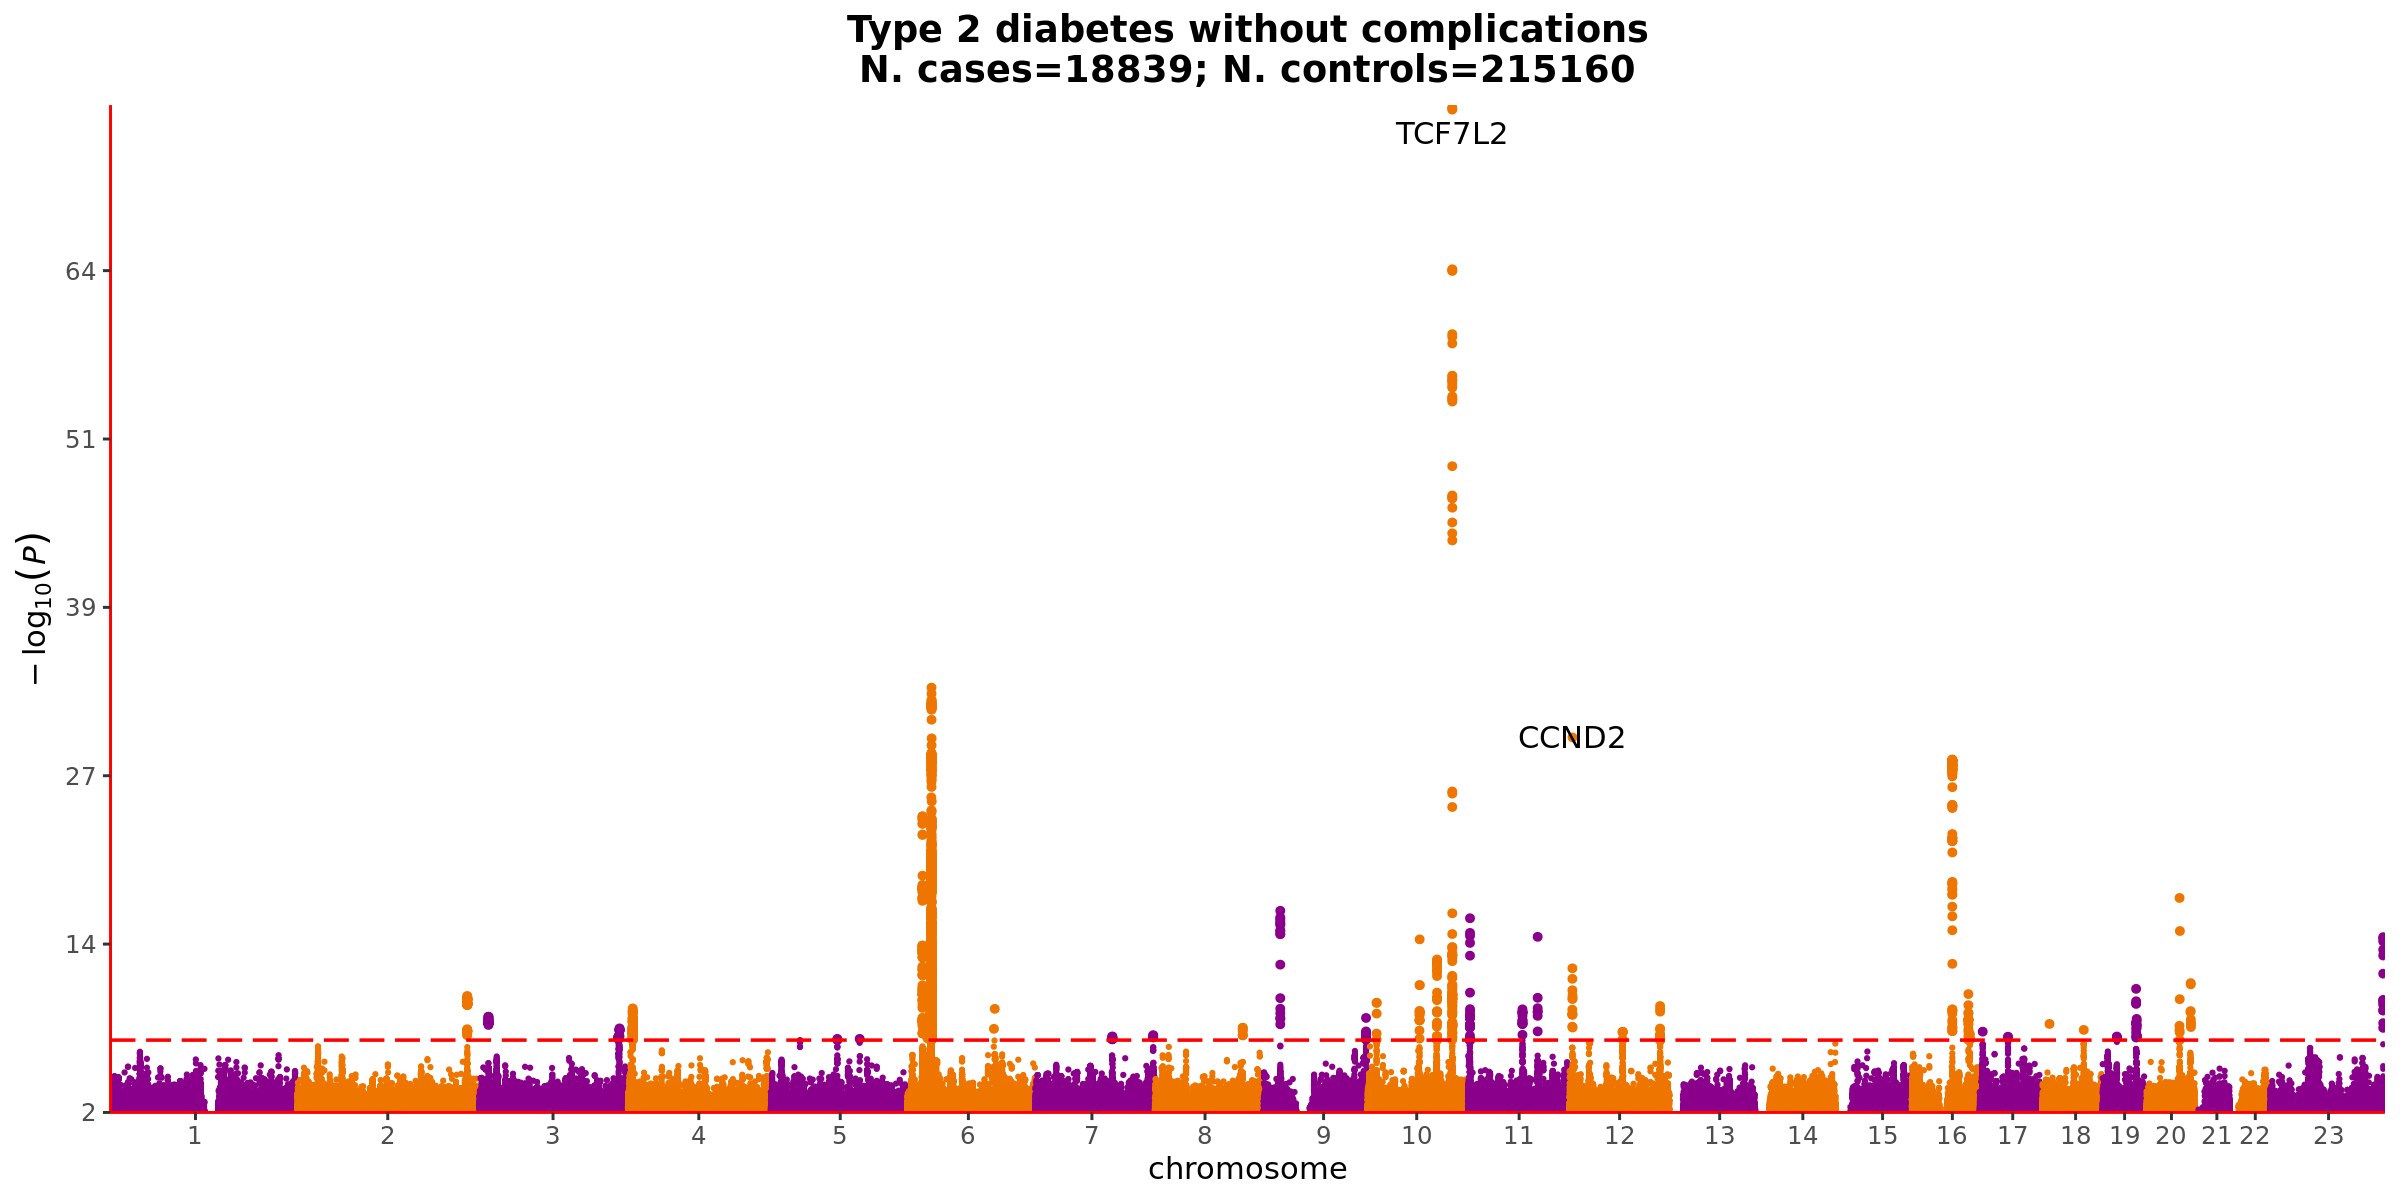 Type 2 diabetes without complications
N. cases=18839; N. controls=215160
TCF7L2
64
51
39
27
14
2
−log10(P)
CCND2
1 2 3 4 5 6 7 8 9 10 11 12 13 14 15 16 17 18 19 20 21 22 23
chromosome